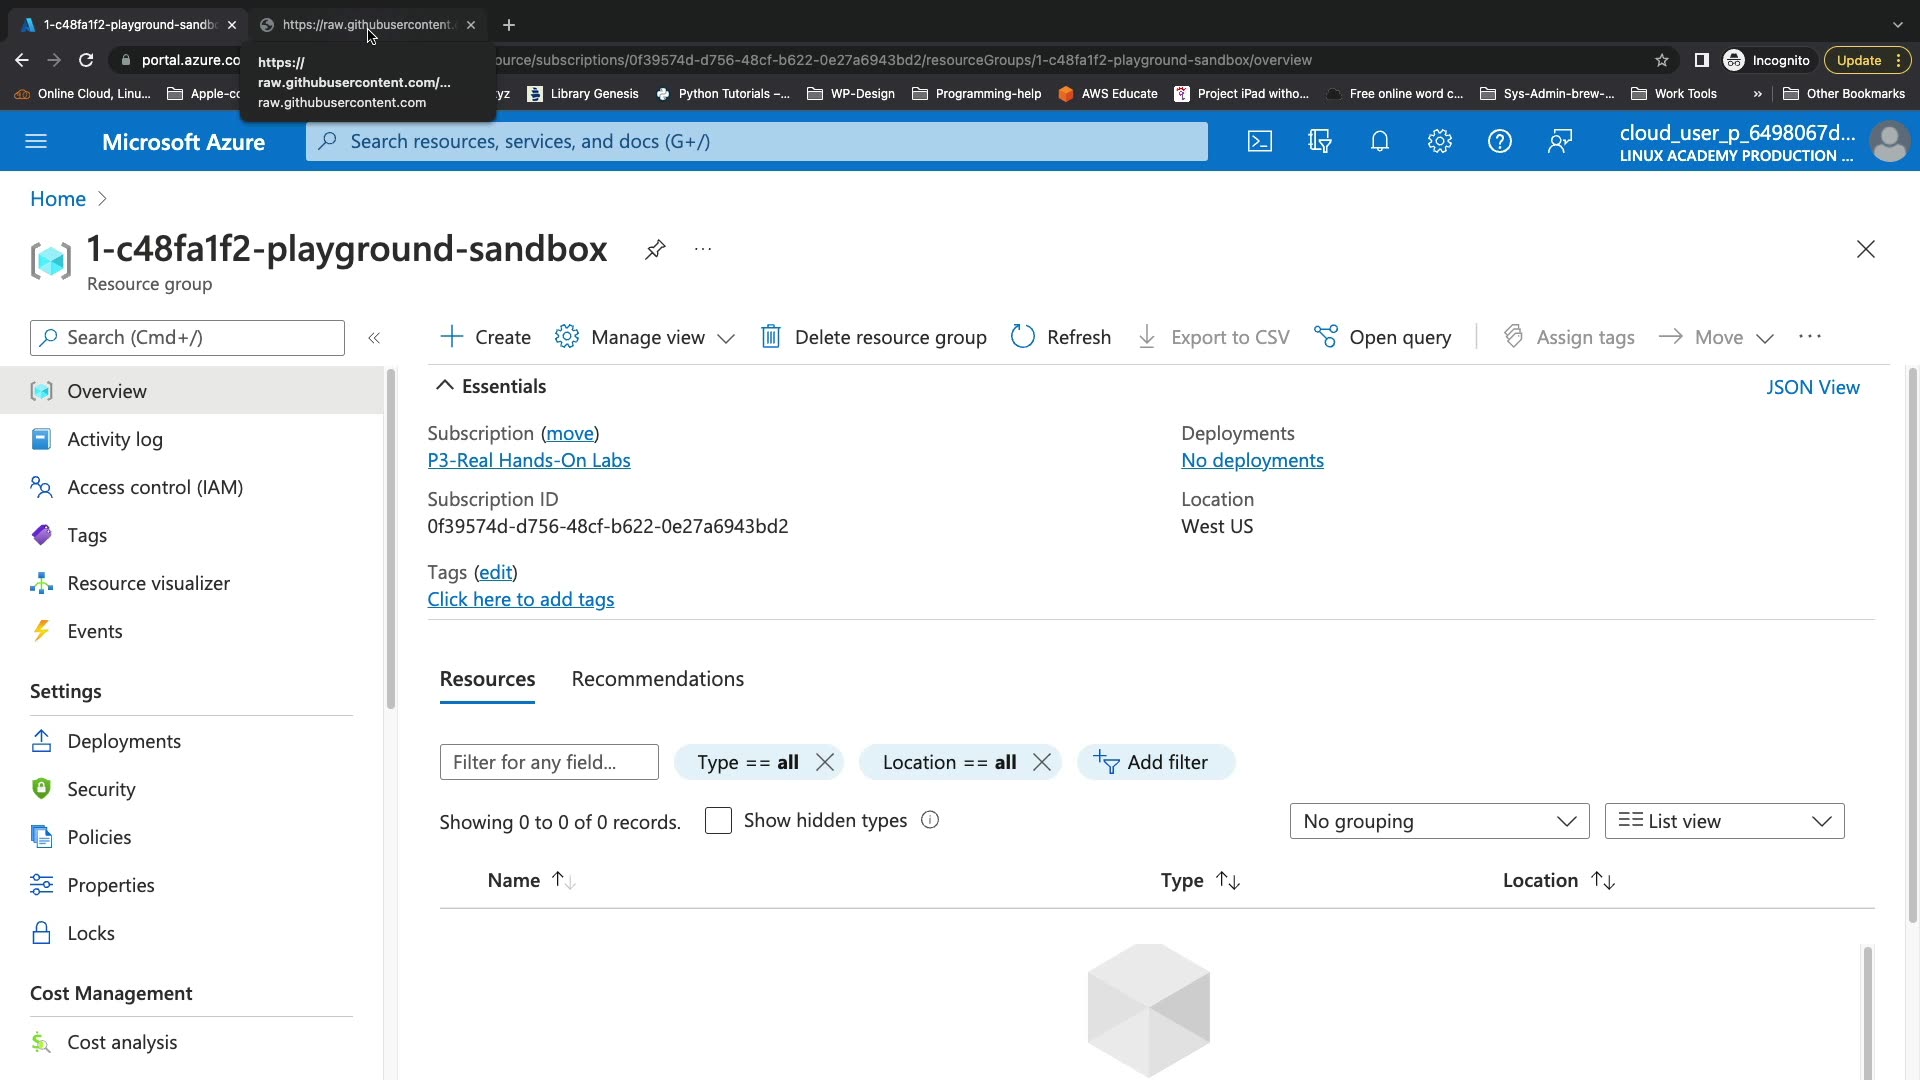 1-c48fa1f2-playground-sandb
https://raw.githubusercontent.
https://
raw.githubusercontent.com/...
raw.githubusercontent.com
portal.azure.co
ource/subscriptions/0f39574d-d756-48cf-b622-0e27a6943bd2/resourceGroups/1-c48fa1f2-playground-sandbox/overview
Incognito
Update
Online Cloud, Linu...
Apple-co
yz
Library Genesis
Python Tutorials –...
WP-Design
Programming-help
AWS Educate
Project iPad witho...
Free online word c...
Sys-Admin-brew-...
Work Tools
»
Other Bookmarks
Microsoft Azure
Search resources, services, and docs (G+/)
cloud_user_p_6498067d...
LINUX ACADEMY PRODUCTION ...
Home
1-c48fa1f2-playground-sandbox
Resource group
Search (Cmd+/)
Create
Manage view
Delete resource group
Refresh
Export to CSV
Open query
Assign tags
Move
Overview
Activity log
Access control (IAM)
Tags
Resource visualizer
Events
Settings
Deployments
Security
Policies
Properties
Locks
Cost Management
Cost analysis
Essentials
JSON View
Subscription (move)
P3-Real Hands-On Labs
Subscription ID
0f39574d-d756-48cf-b622-0e27a6943bd2
Tags (edit)
Click here to add tags
Deployments
No deployments
Location
West US
Resources
Recommendations
Filter for any field...
Type == all
Location == all
Add filter
Showing 0 to 0 of 0 records.
Show hidden types
No grouping
List view
Name
Type
Location